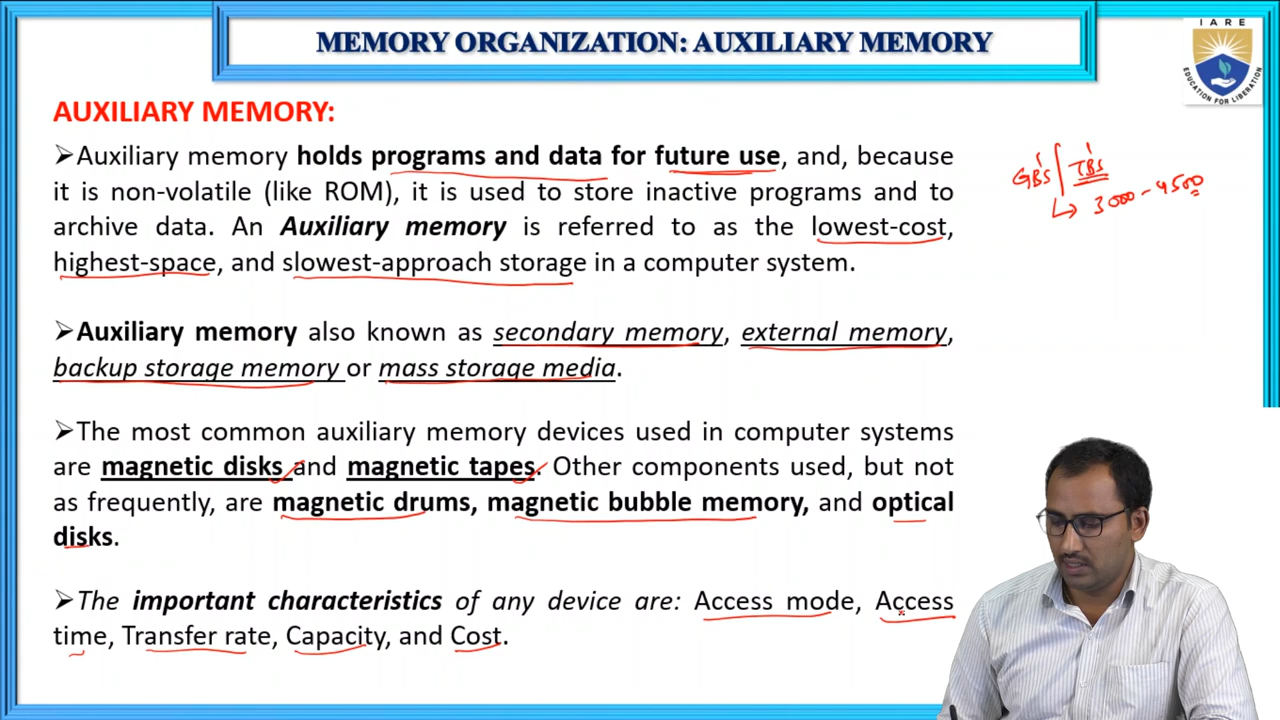 MEMORY ORGANIZATION: AUXILIARY MEMORY
IARE
EDUCATION FOR LIBERATION
AUXILIARY MEMORY:
➢Auxiliary memory holds programs and data for future use, and, because
it is non-volatile (like ROM), it is used to store inactive programs and to
archive data. An Auxiliary memory is referred to as the lowest-cost,
highest-space, and slowest-approach storage in a computer system.
GB's / TB's
3000 - 4500
➢Auxiliary memory also known as secondary memory, external memory,
backup storage memory or mass storage media.
➢The most common auxiliary memory devices used in computer systems
are magnetic disks and magnetic tapes. Other components used, but not
as frequently, are magnetic drums, magnetic bubble memory, and optical
disks.
➢The important characteristics of any device are: Access mode, Access
time, Transfer rate, Capacity, and Cost.